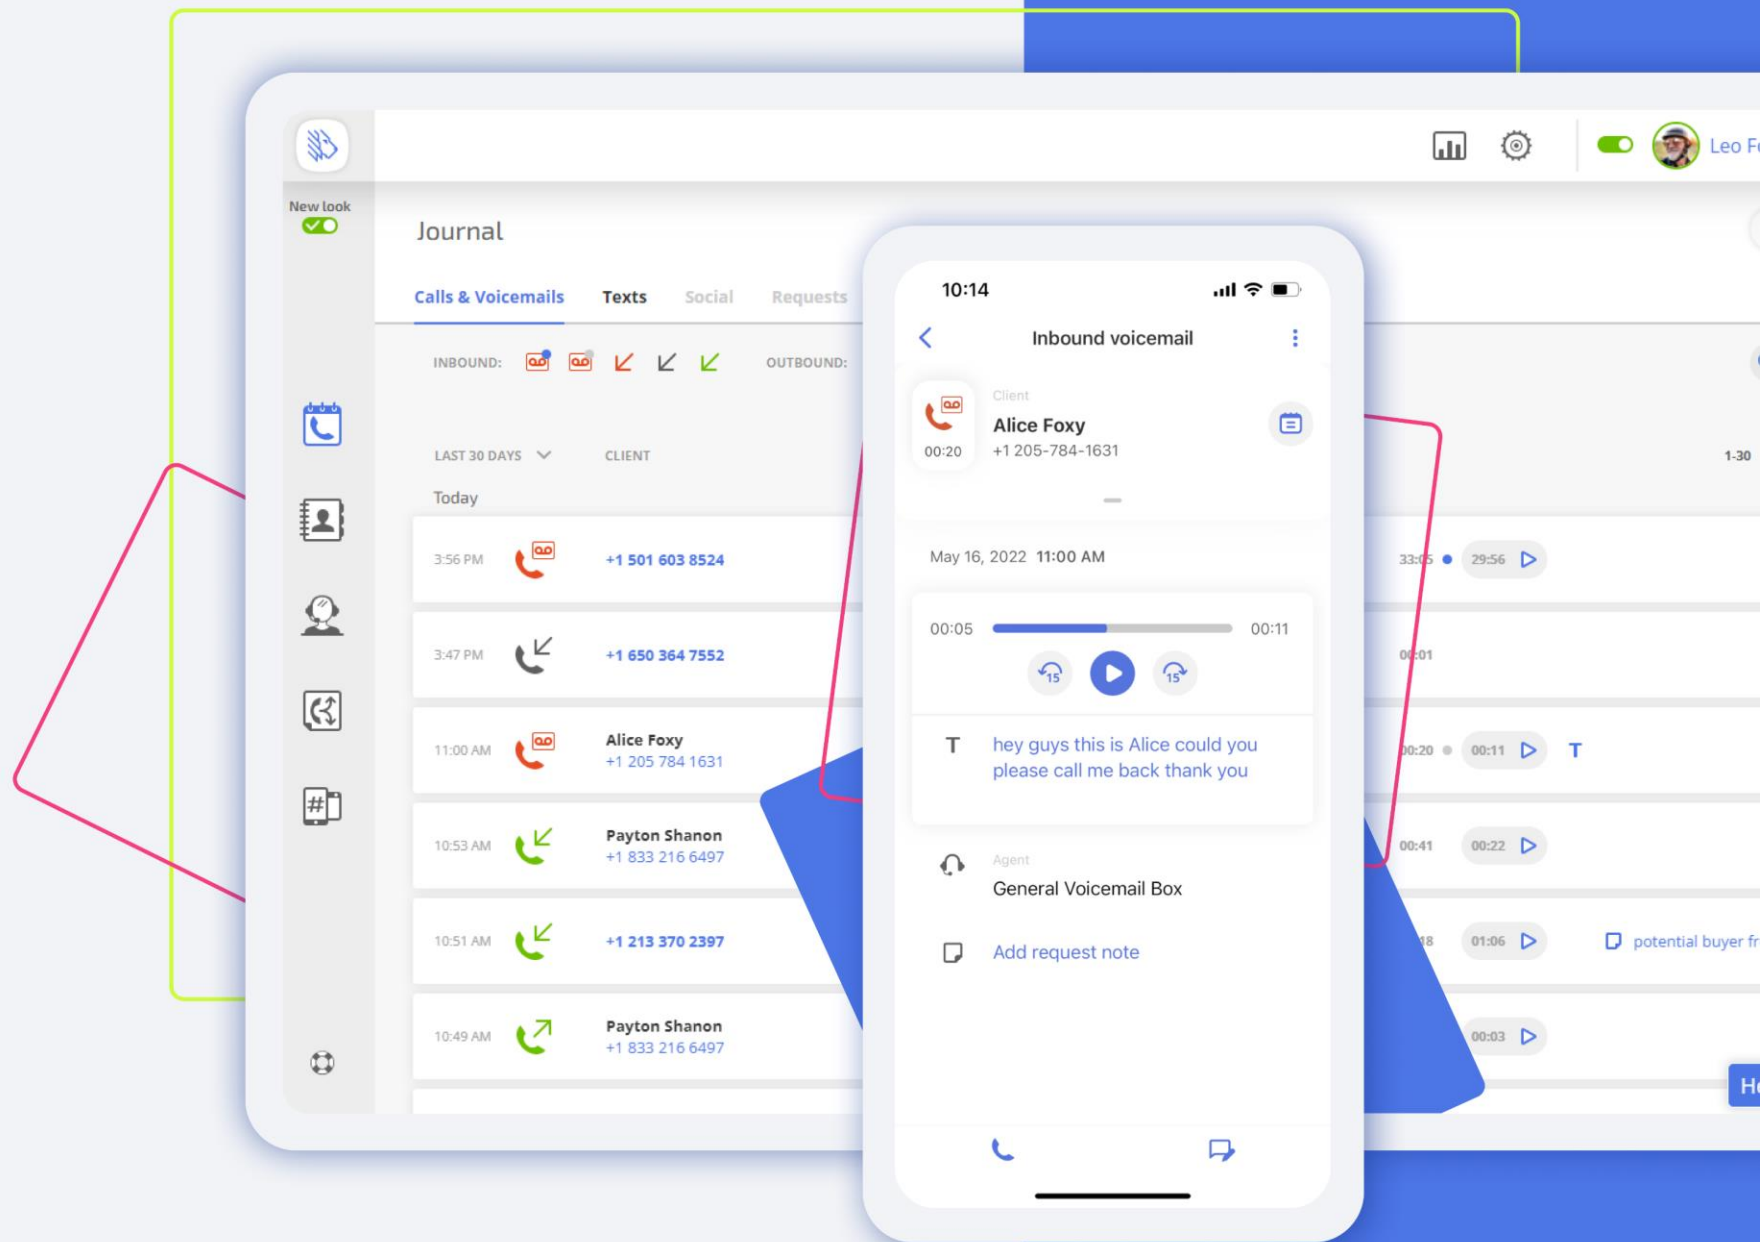 Leo
New look
Journal
Calls & Voicemails Texts Social Requests
INBOUND: OUTBOUND:
LAST 30 DAYS CLIENT
1-30
Today
3:56 PM +1 501 603 8524
33:05 29:56
3:47 PM +1 650 364 7552
00:01
11:00 AM Alice Foxy
+1 205 784 1631
00:20 00:11 T
10:53 AM Payton Shanon
+1 833 216 6497
00:41 00:22
10:51 AM +1 213 370 2397
18 01:06 potential buyer
10:49 AM Payton Shanon
+1 833 216 6497
00:03
#
10:14
Inbound voicemail
Client
Alice Foxy
00:20 +1 205-784-1631
May 16, 2022 11:00 AM
00:05 00:11
15 15
T hey guys this is Alice could you
please call me back thank you
Agent
General Voicemail Box
Add request note